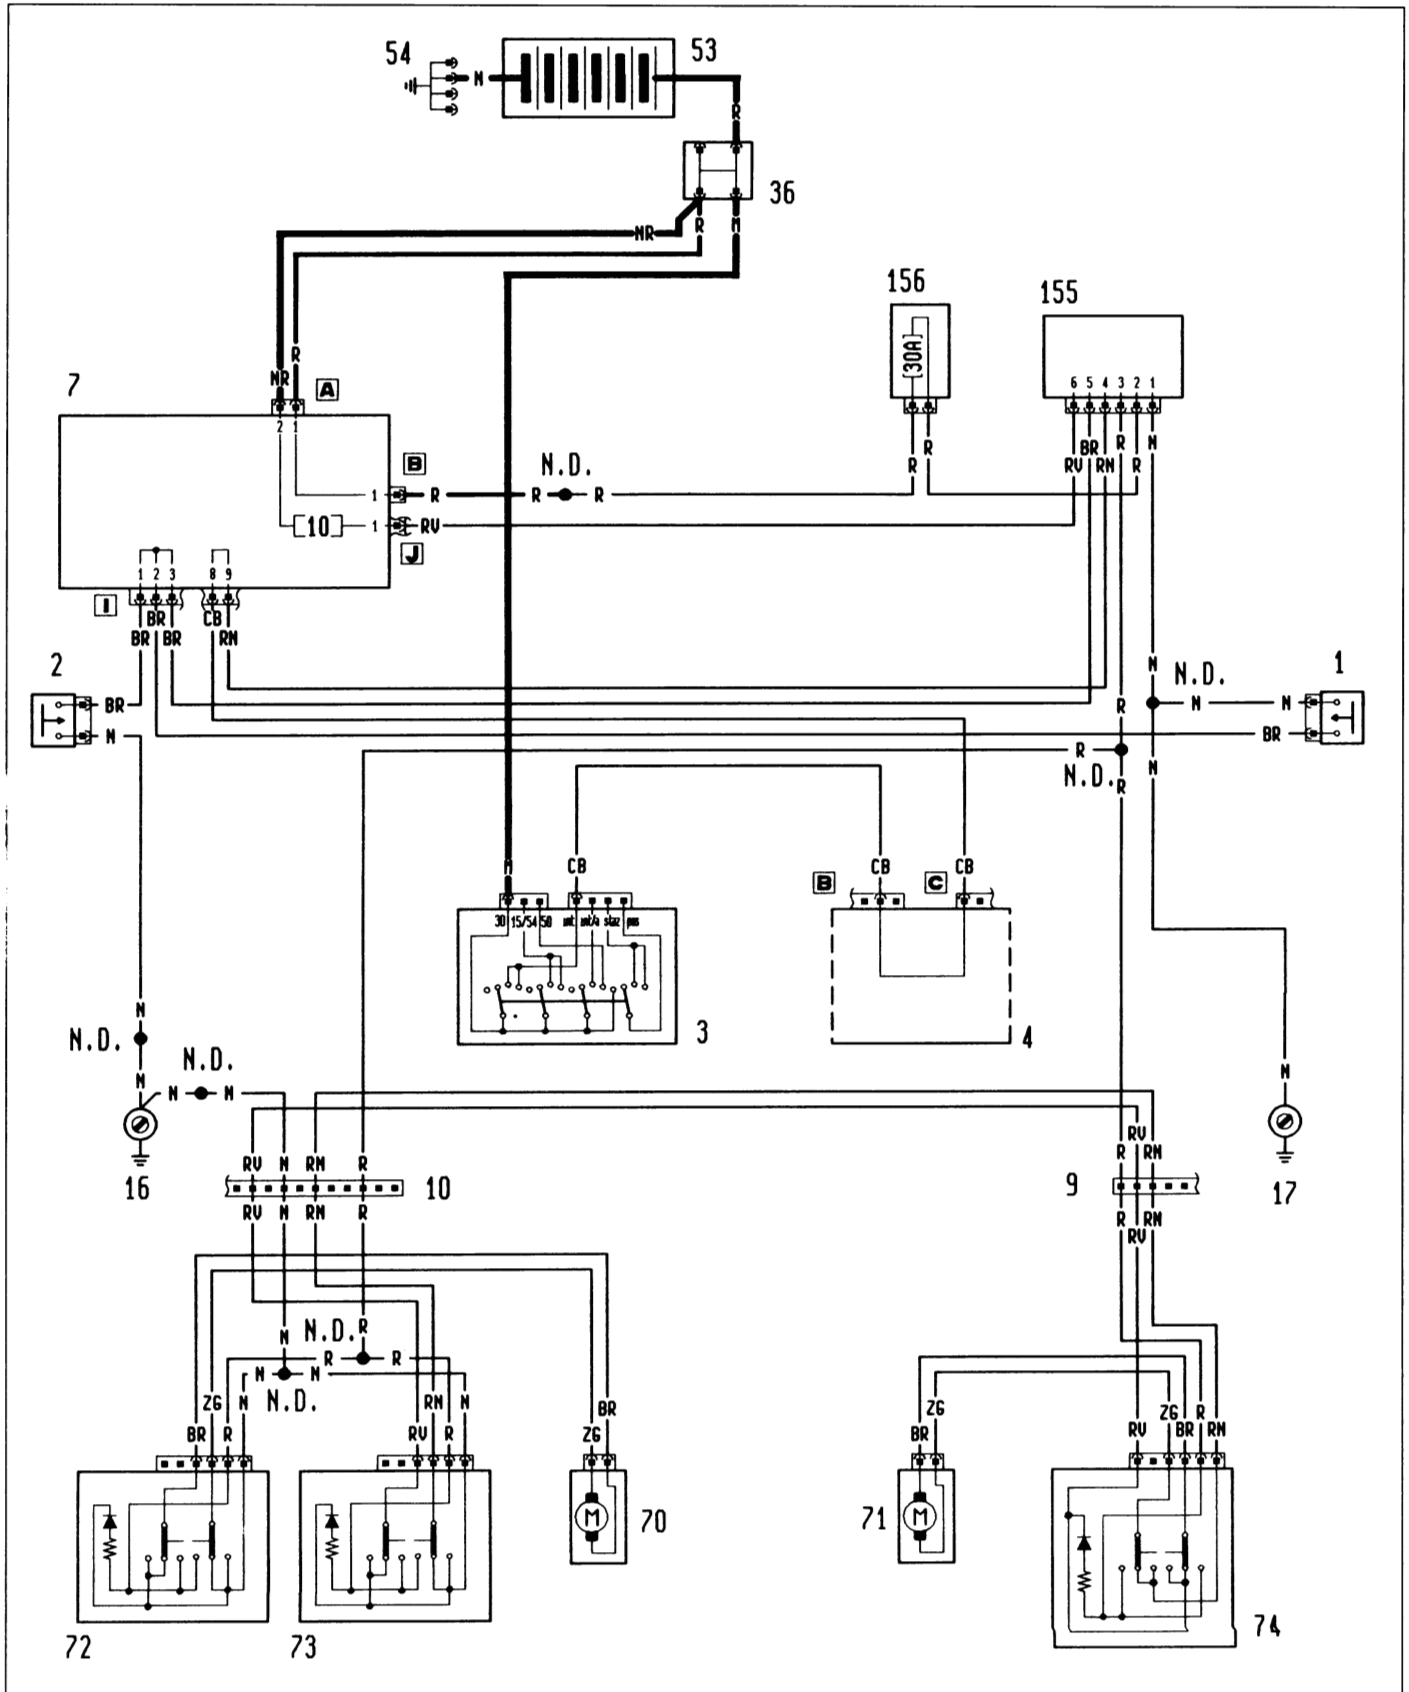 54
53
N
R
36
NR
R
M
156
155
[30A]
7
R
NR
A
6 5 4 3 2 1
2 1
BR
R
N
B
N.D.
R
RV
RN
R
R
1
R
R
R
[10]
1
RV
J
1 2 3
8 9
I
BR
CB
BR
BR
RN
2
N
N.D.
1
BR
R
N
N
N
BR
R
N.D.
R
N
M
CB
CB
CB
B
C
30
15/54
50
int
int/a
staz
pos
3
4
N
N.D.
N
N.D.
N
N
N
RV
R
RN
RV
N
RN
R
16
10
9
17
RV
N
RN
R
R
RN
RV
N
N.D.
R
R
R
N
N
N.D.
ZG
N
RN
N
BR
ZG
ZG
R
BR
R
RV
R
ZG
BR
RV
BR
RN
M
70
71
M
74
72
73